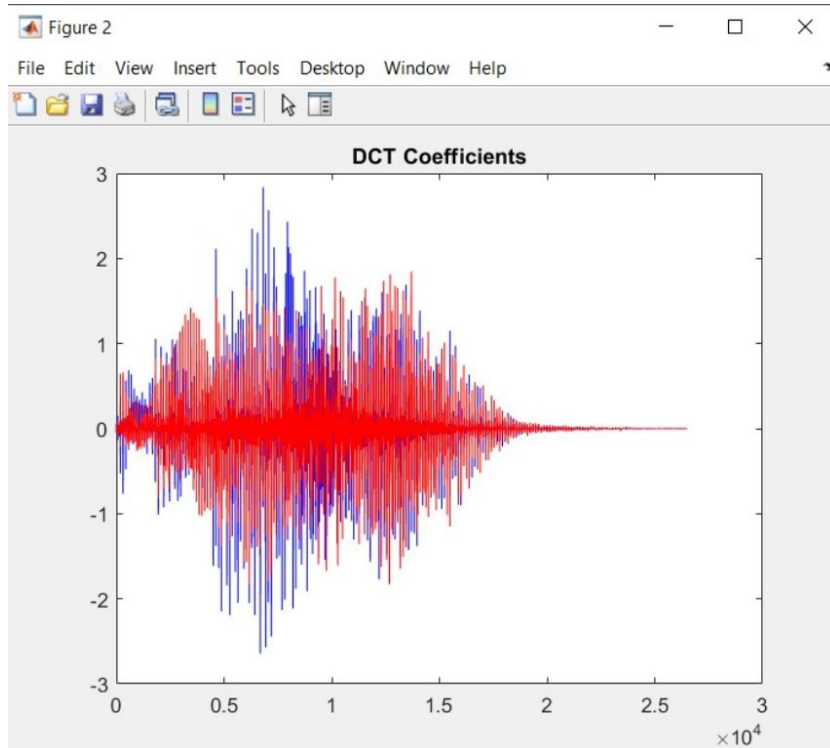 Figure 2
File Edit View Insert Tools Desktop Window Help
DCT Coefficients
3
2
1
0
-1
-2
-3
0 0.5 1 1.5 2 2.5 3
×10⁴